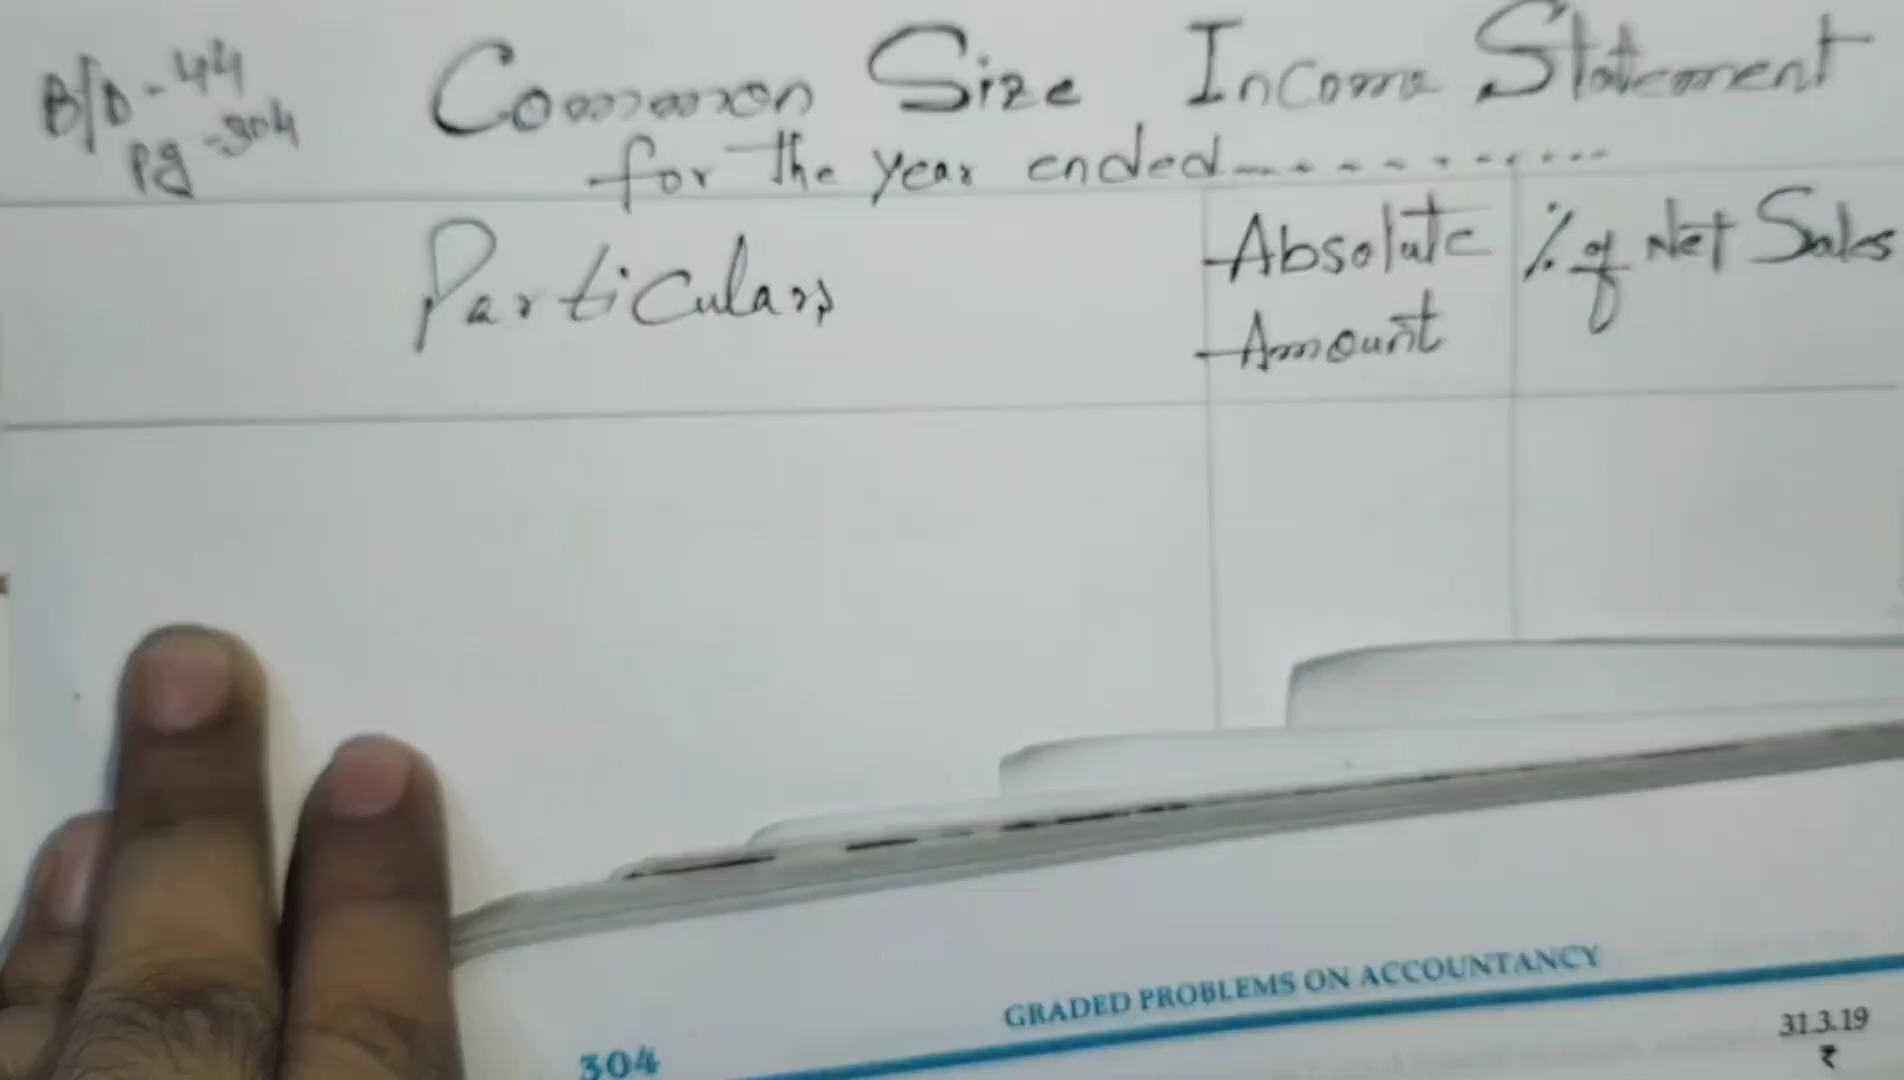 B/D-44
Pg-304
Common Size Income Statement
for the year ended...........
Particulars
Absolute Amount
% of Net Sales
GRADED PROBLEMS ON ACCOUNTANCY
304
31.3.19
₹